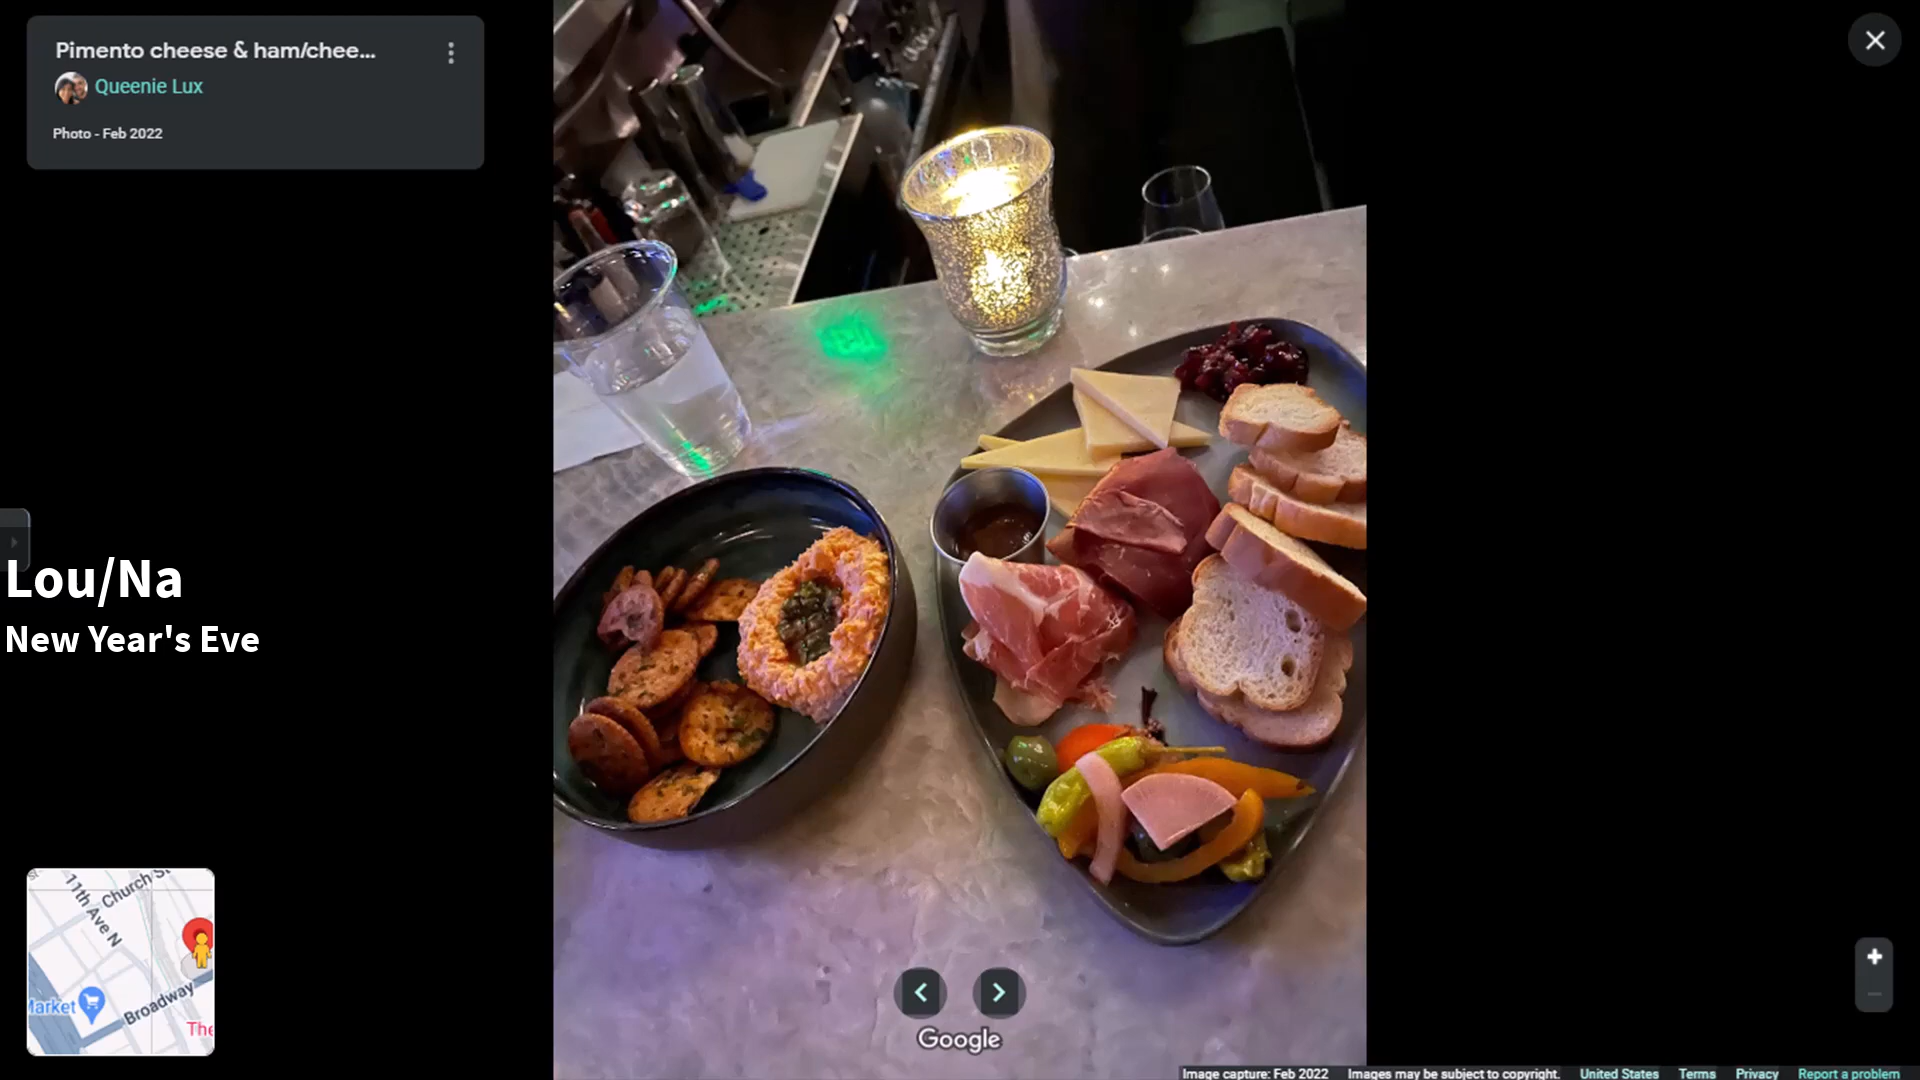 Pimento cheese & ham/chee...
Queenie Lux
Photo - Feb 2022
Lou/Na
New Year's Eve
11th Ave N
Church St
Market
Broadway
The
Google
Image capture: Feb 2022 Images may be subject to copyright. United States Terms Privacy Report a problem